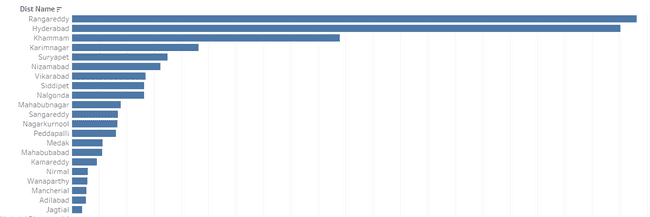 Dist Name
Rangareddy
Hyderabad
Khammam
Karimnagar
Suryapet
Nizamabad
Vikarabad
Siddipet
Nalgonda
Mahabubnagar
Sangareddy
Nagarkurnool
Peddapalli
Medak
Mahabubabad
Kamareddy
Nirmal
Wanaparthy
Mancherial
Adilabad
Jagtial